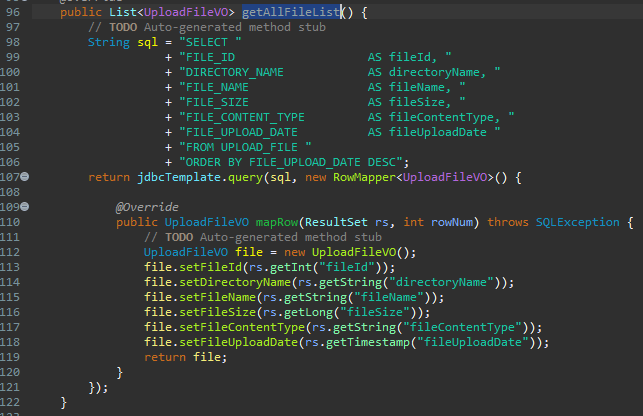 @Override
96 public List<UploadFileVO> getAllFileList() {
97 // TODO Auto-generated method stub
98 String sql = "SELECT "
99 + "FILE_ID AS fileId, "
100 + "DIRECTORY_NAME AS directoryName, "
101 + "FILE_NAME AS fileName, "
102 + "FILE_SIZE AS fileSize, "
103 + "FILE_CONTENT_TYPE AS fileContentType, "
104 + "FILE_UPLOAD_DATE AS fileUploadDate "
105 + "FROM UPLOAD_FILE "
106 + "ORDER BY FILE_UPLOAD_DATE DESC";
107 return jdbcTemplate.query(sql, new RowMapper<UploadFileVO>() {
108
109 @Override
110 public UploadFileVO mapRow(ResultSet rs, int rowNum) throws SQLException {
111 // TODO Auto-generated method stub
112 UploadFileVO file = new UploadFileVO();
113 file.setFileId(rs.getInt("fileId"));
114 file.setDirectoryName(rs.getString("directoryName"));
115 file.setFileName(rs.getString("fileName"));
116 file.setFileSize(rs.getLong("fileSize"));
117 file.setFileContentType(rs.getString("fileContentType"));
118 file.setFileUploadDate(rs.getTimestamp("fileUploadDate"));
119 return file;
120 }
121 });
122 }
123